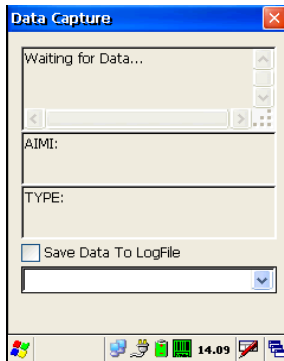 Data Capture
Waiting for Data...
AIMI:
TYPE:
Save Data To LogFile
14.09